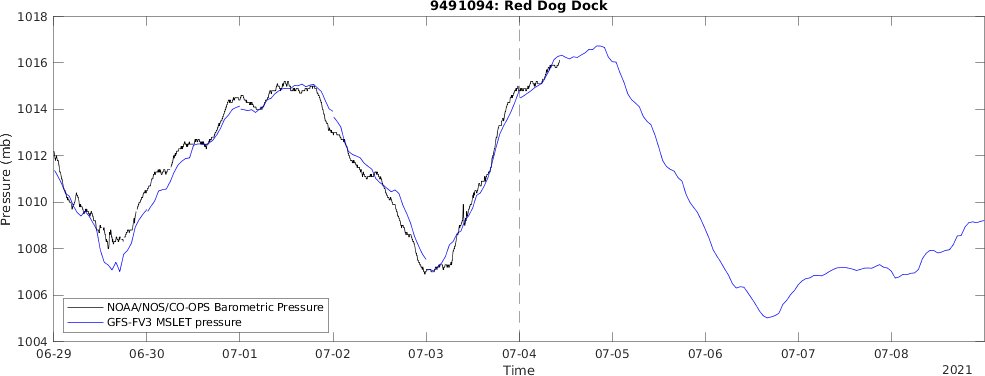 9491094: Red Dog Dock
Pressure (mb)
1018
1016
1014
1012
1010
1008
1006
1004
NOAA/NOS/CO-OPS Barometric Pressure
GFS-FV3 MSLET pressure
06-29 06-30 07-01 07-02 07-03 07-04 07-05 07-06 07-07 07-08
Time
2021